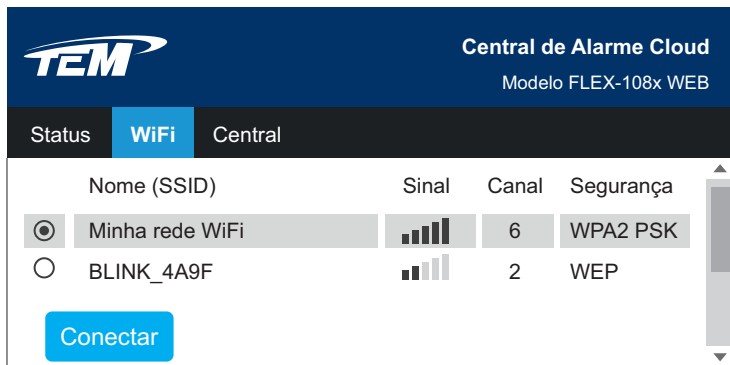 TEM
Central de Alarme Cloud
Modelo FLEX-108x WEB
Status WiFi Central
Nome (SSID) Sinal Canal Segurança
Minha rede WiFi 6 WPA2 PSK
BLINK_4A9F 2 WEP
Conectar